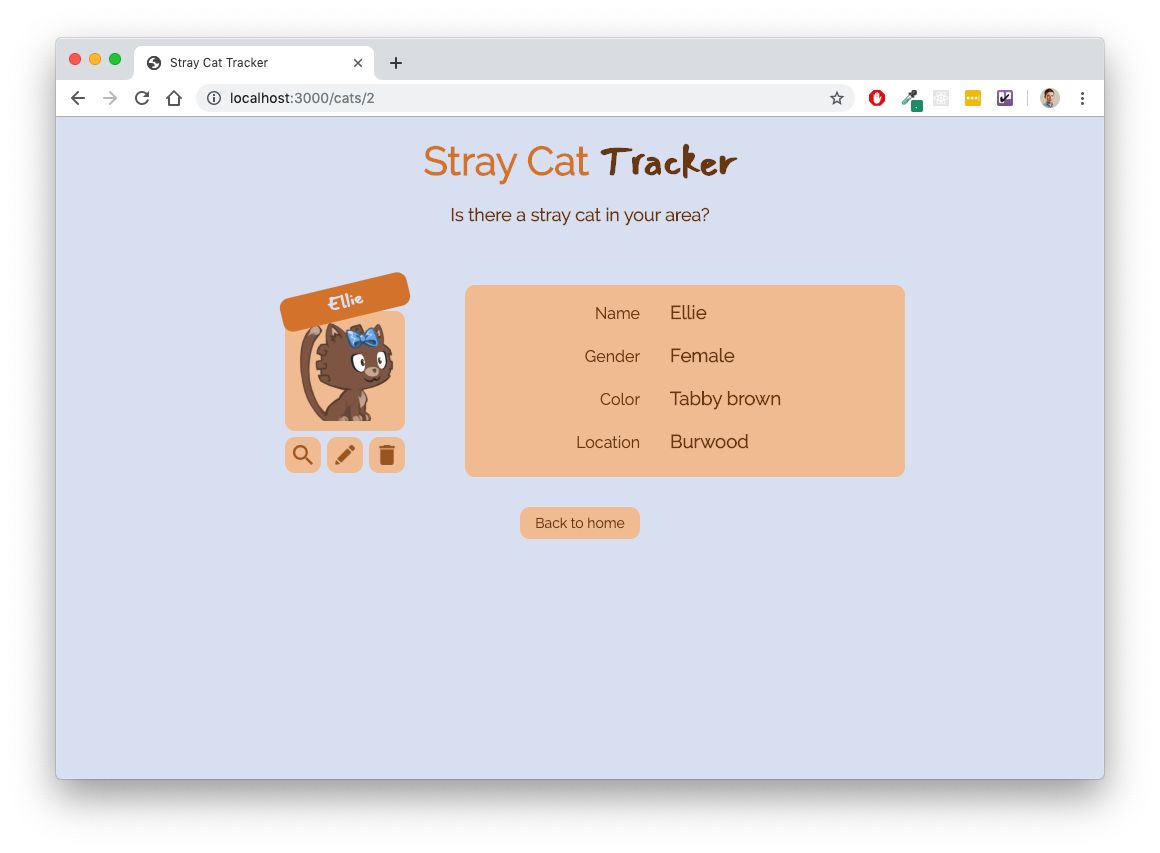 Stray Cat Tracker
localhost:3000/cats/2
Stray Cat Tracker
Is there a stray cat in your area?
Ellie
Name Ellie
Gender Female
Color Tabby brown
Location Burwood
Back to home